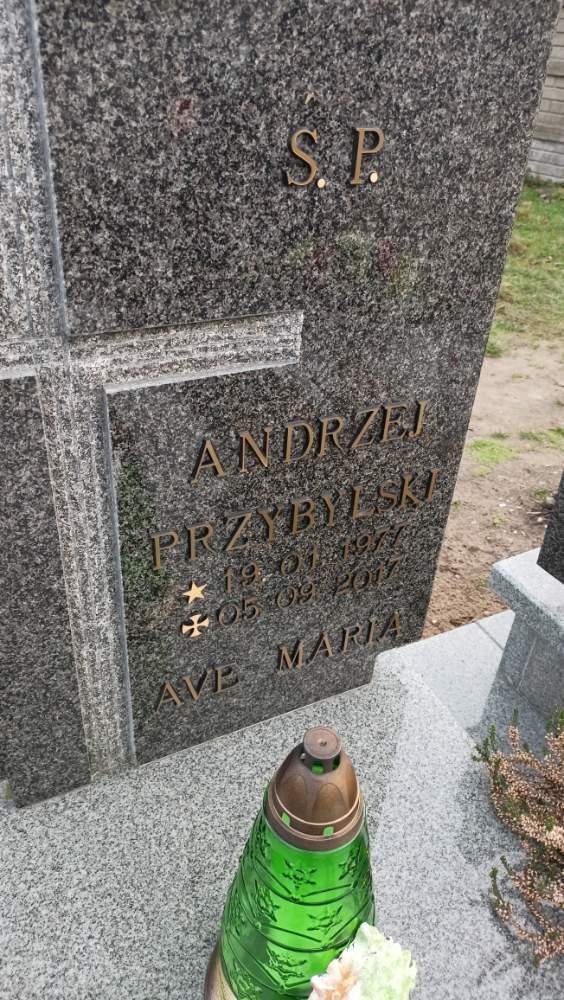 Ś. P.
ANDRZEJ
PRZYBYLSKI
19. 01. 1977
05 09. 2017
AVE MARIA